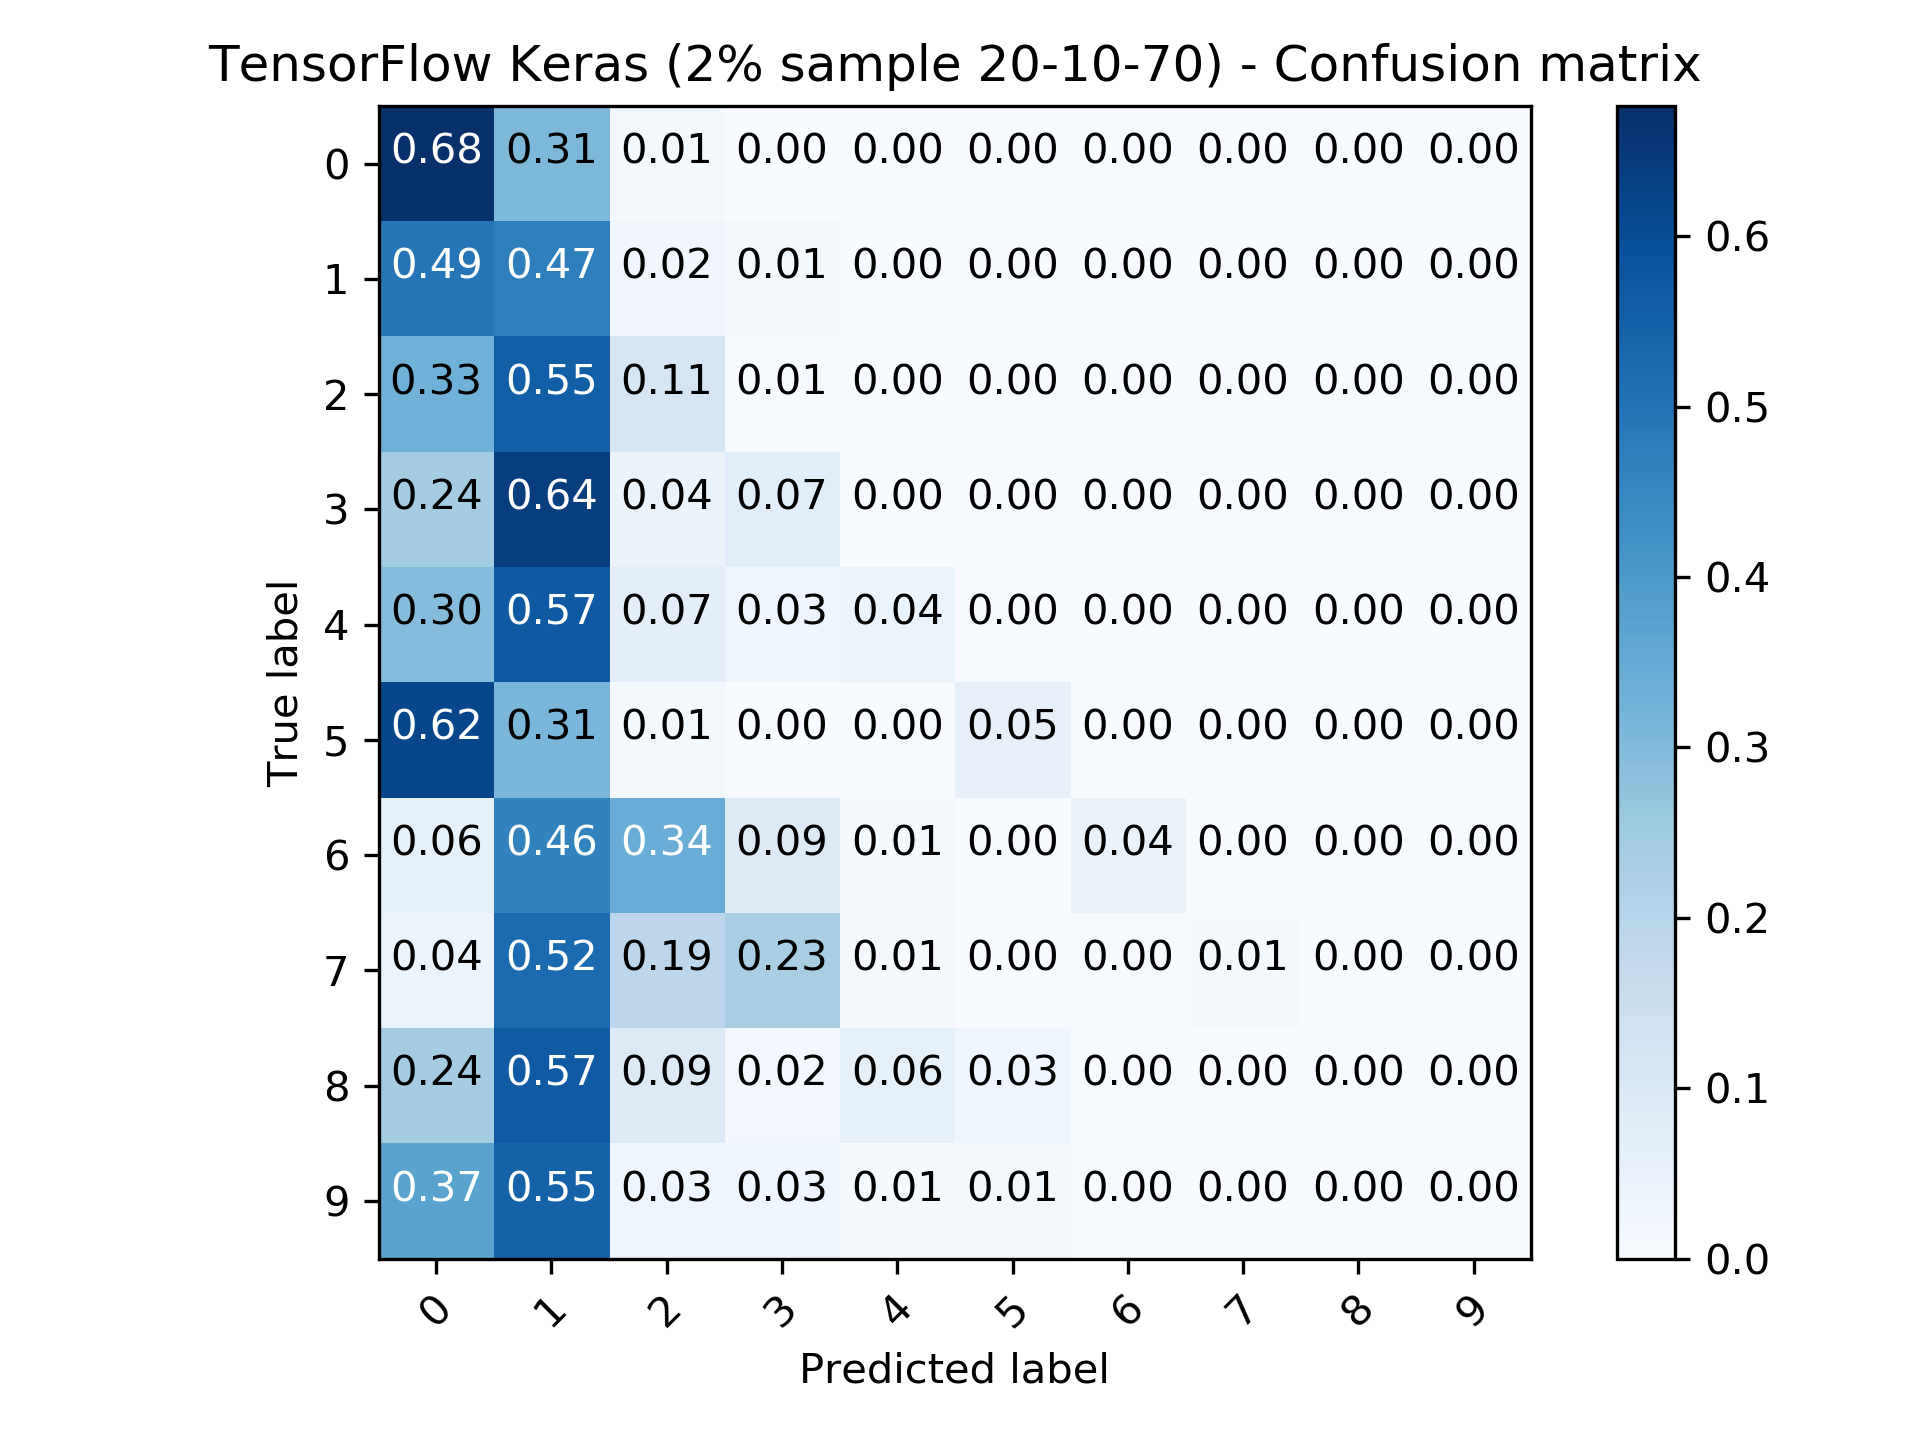 TensorFlow Keras (2% sample 20-10-70) - Confusion matrix
0 0.68 0.31 0.01 0.00 0.00 0.00 0.00 0.00 0.00 0.00
1 0.49 0.47 0.02 0.01 0.00 0.00 0.00 0.00 0.00 0.00
2 0.33 0.55 0.11 0.01 0.00 0.00 0.00 0.00 0.00 0.00
3 0.24 0.64 0.04 0.07 0.00 0.00 0.00 0.00 0.00 0.00
4 0.30 0.57 0.07 0.03 0.04 0.00 0.00 0.00 0.00 0.00
5 0.62 0.31 0.01 0.00 0.00 0.05 0.00 0.00 0.00 0.00
6 0.06 0.46 0.34 0.09 0.01 0.00 0.04 0.00 0.00 0.00
7 0.04 0.52 0.19 0.23 0.01 0.00 0.00 0.01 0.00 0.00
8 0.24 0.57 0.09 0.02 0.06 0.03 0.00 0.00 0.00 0.00
9 0.37 0.55 0.03 0.03 0.01 0.01 0.00 0.00 0.00 0.00
0 1 2 3 4 5 6 7 8 9
Predicted label
True label
0.6
0.5
0.4
0.3
0.2
0.1
0.0